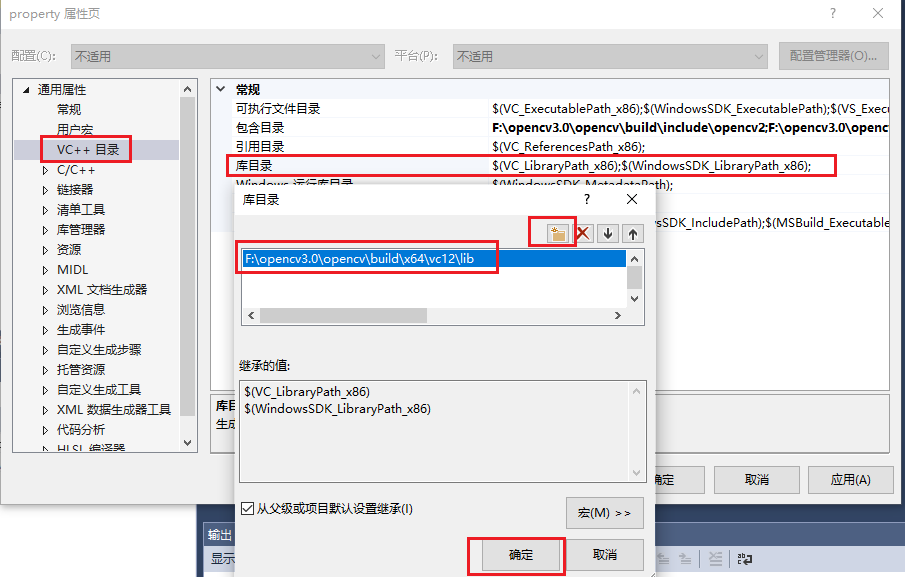 property 属性页
配置(C): 不适用 平台(P): 不适用 配置管理器(O)...
通用属性
常规
用户宏
VC++ 目录
C/C++
链接器
清单工具
库管理器
资源
MIDL
XML 文档生成器
浏览信息
生成事件
自定义生成步骤
托管资源
自定义生成工具
XML 数据生成器工具
代码分析
HLSL 编译器
常规
可执行文件目录 $(VC_ExecutablePath_x86);$(WindowsSDK_ExecutablePath);$(VS_Exec
包含目录 F:\opencv3.0\opencv\build\include\opencv2;F:\opencv3.0\openc
引用目录 $(VC_ReferencesPath_x86);
库目录 $(VC_LibraryPath_x86);$(WindowsSDK_LibraryPath_x86);
Windows 运行库目录 $(WindowsSDK_MetadataPath);
sSDK_IncludePath);$(MSBuild_Executable
库目录
F:\opencv3.0\opencv\build\x64\vc12\lib
继承的值:
$(VC_LibraryPath_x86)
$(WindowsSDK_LibraryPath_x86)
从父级或项目默认设置继承(I)
宏(M) >>
确定 取消
库目
生成
确定 取消 应用(A)
输出
显示